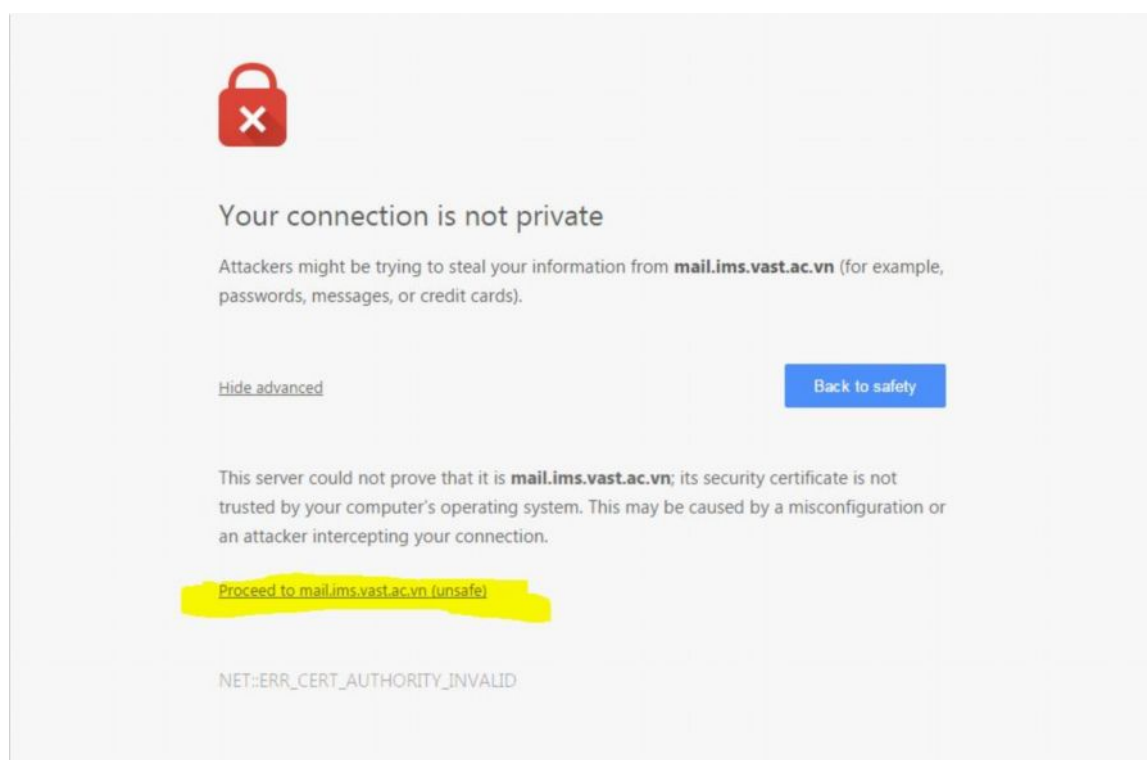 Your connection is not private
Attackers might be trying to steal your information from mail.ims.vast.ac.vn (for example,
passwords, messages, or credit cards).
Hide advanced
Back to safety
This server could not prove that it is mail.ims.vast.ac.vn; its security certificate is not
trusted by your computer's operating system. This may be caused by a misconfiguration or
an attacker intercepting your connection.
Proceed to mail.ims.vast.ac.vn (unsafe)
NET::ERR_CERT_AUTHORITY_INVALID